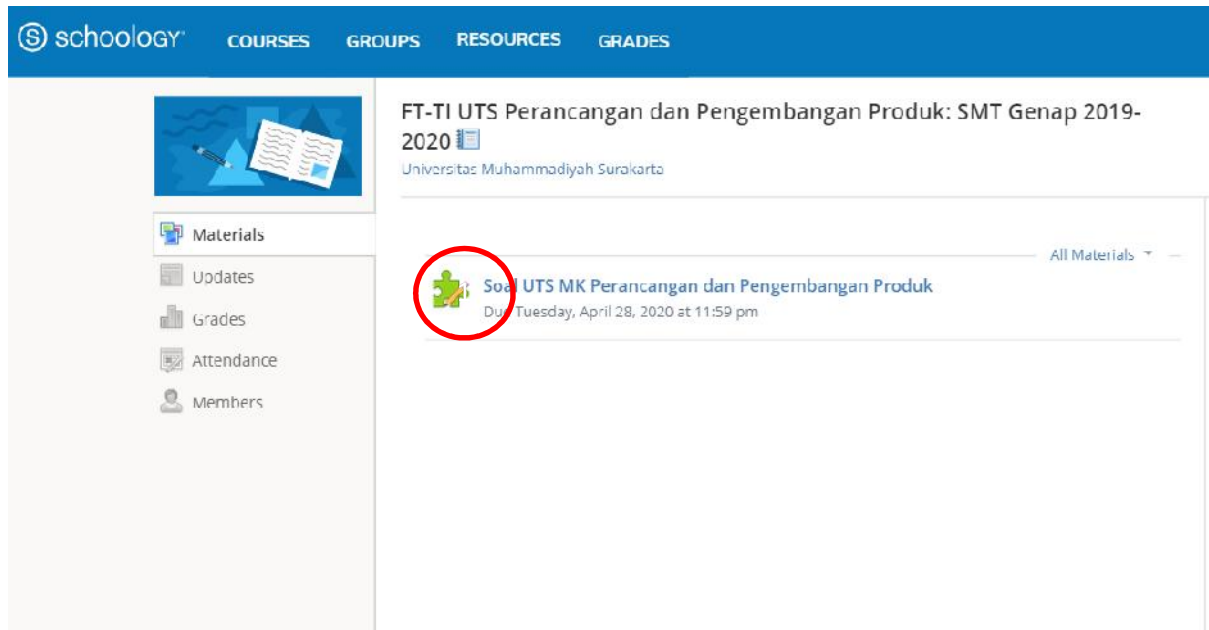 schoology
COURSES
GROUPS
RESOURCES
GRADES
FT-TI UTS Perancangan dan Pengembangan Produk: SMT Genap 2019-
2020
Universitas Muhammadiyah Surakarta
Materials
Updates
Grades
Attendance
Members
All Materials
Soal UTS MK Perancangan dan Pengembangan Produk
Due Tuesday, April 28, 2020 at 11:59 pm